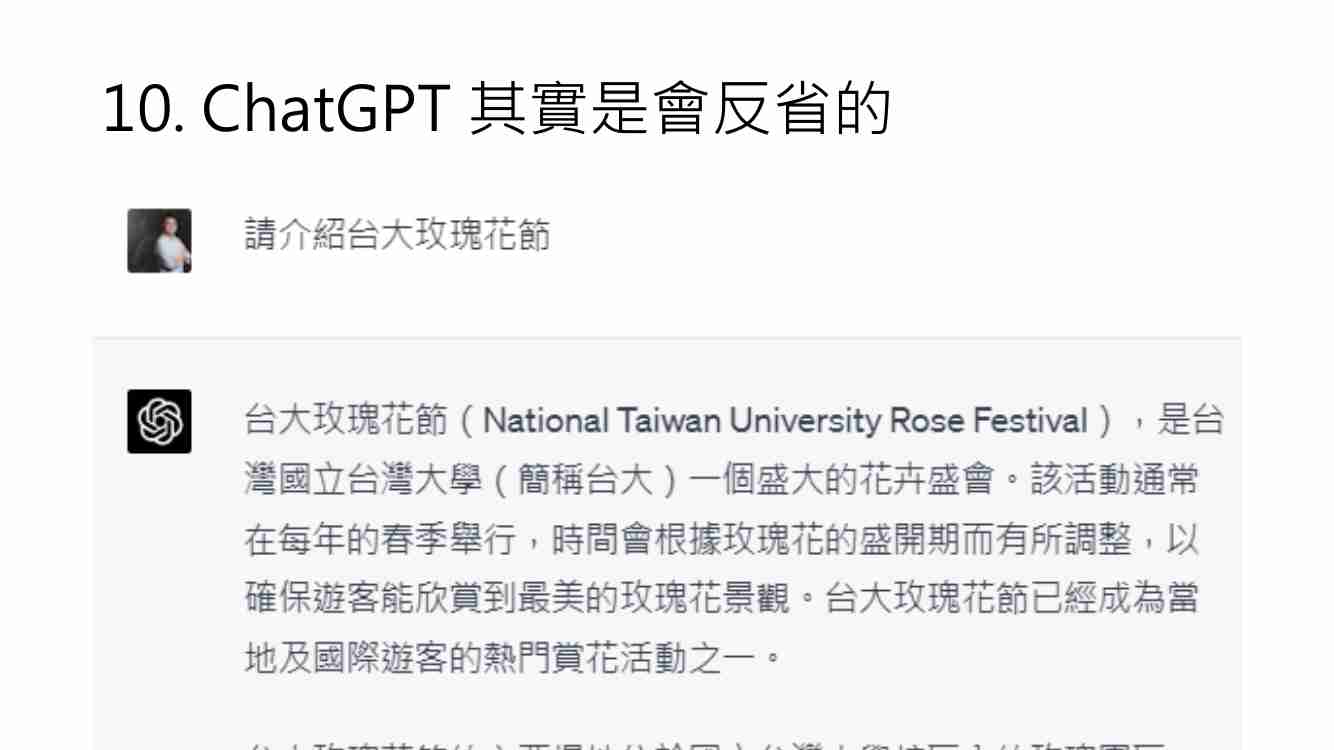 10. ChatGPT 其實是會反省的
請介紹台大玫瑰花節
台大玫瑰花節（National Taiwan University Rose Festival），是台
灣國立台灣大學（簡稱台大）一個盛大的花卉盛會。該活動通常
在每年的春季舉行，時間會根據玫瑰花的盛開期而有所調整，以
確保遊客能欣賞到最美的玫瑰花景觀。台大玫瑰花節已經成為當
地及國際遊客的熱門賞花活動之一。